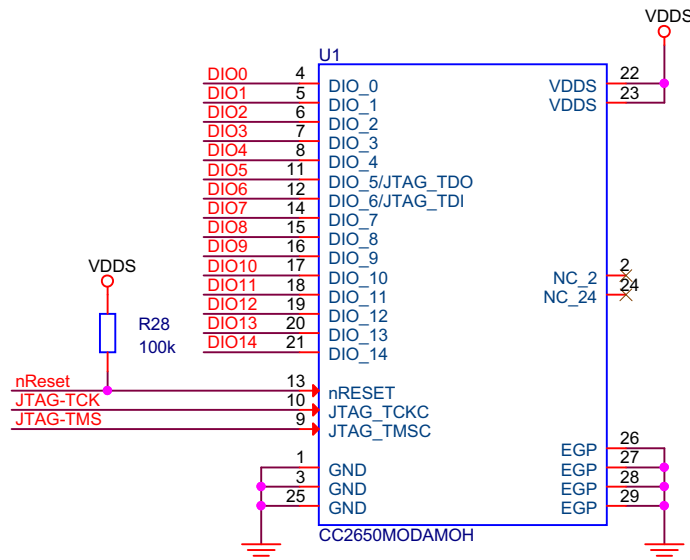 VDDS
U1
DIO0 4 DIO_0 VDDS 22
DIO1 5 DIO_1 VDDS 23
DIO2 6 DIO_2
DIO3 7 DIO_3
DIO4 8 DIO_4
DIO5 11 DIO_5/JTAG_TDO
DIO6 12 DIO_6/JTAG_TDI
DIO7 14 DIO_7
DIO8 15 DIO_8
DIO9 16 DIO_9
VDDS
DIO10 17 DIO_10 NC_2 2
DIO11 18 DIO_11 NC_24 24
DIO12 19 DIO_12
R28
DIO13 20 DIO_13
100k
DIO14 21 DIO_14
nReset 13 nRESET
JTAG-TCK 10 JTAG_TCKC
JTAG-TMS 9 JTAG_TMSC
EGP 26
1 GND EGP 27
3 GND EGP 28
25 GND EGP 29
CC2650MODAMOH